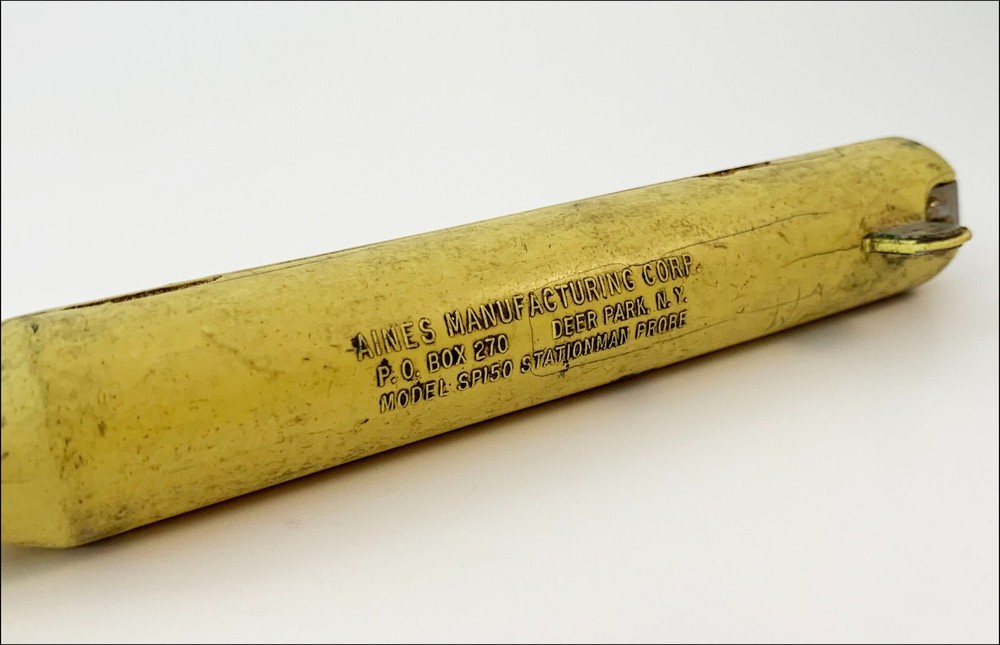 AINES MANUFACTURING CORP.
P. O. BOX 270 DEER PARK, N. Y.
MODEL SP150 STATIONMAN PROBE